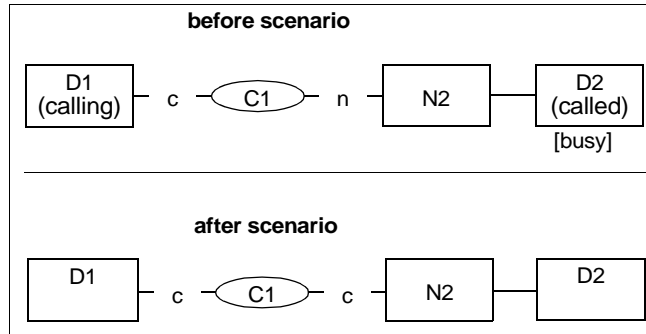 before scenario
D1
(calling)
c
C1
n
N2
D2
(called)
[busy]
after scenario
D1
c
C1
c
N2
D2